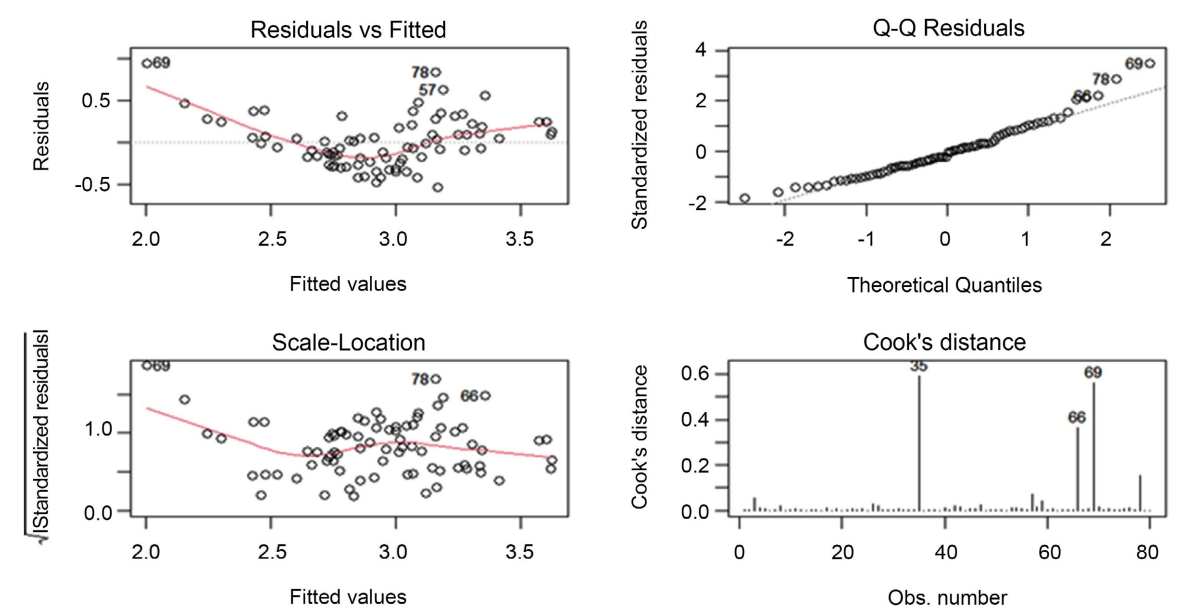 Residuals vs Fitted
Residuals
0.5
-0.5
69
78
57
2.0 2.5 3.0 3.5
Fitted values
Q-Q Residuals
Standardized residuals
4
2
0
-2
69
78
66
-2 -1 0 1 2
Theoretical Quantiles
Scale-Location
√|Standardized residuals|
1.0
0.0
69
78
66
2.0 2.5 3.0 3.5
Fitted values
Cook's distance
Cook's distance
0.6
0.4
0.2
0.0
35
69
66
0 20 40 60 80
Obs. number